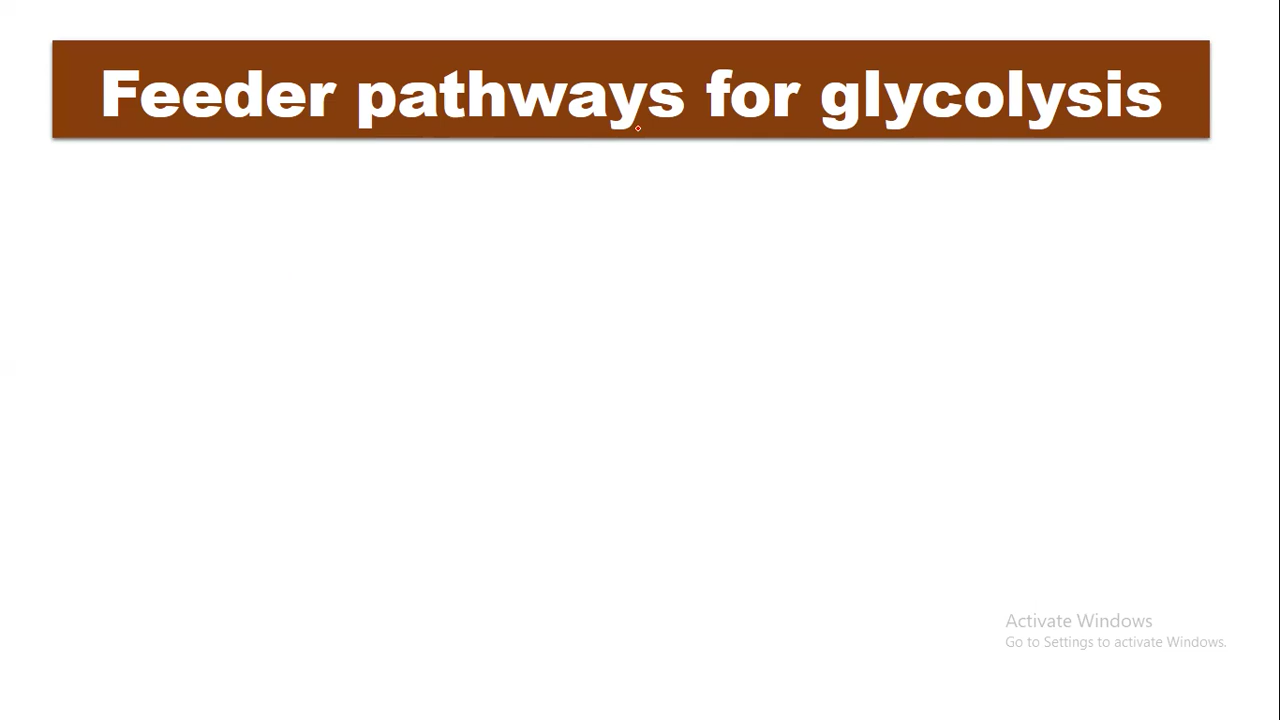 Feeder pathways for glycolysis
Activate Windows
Go to Settings to activate Windows.